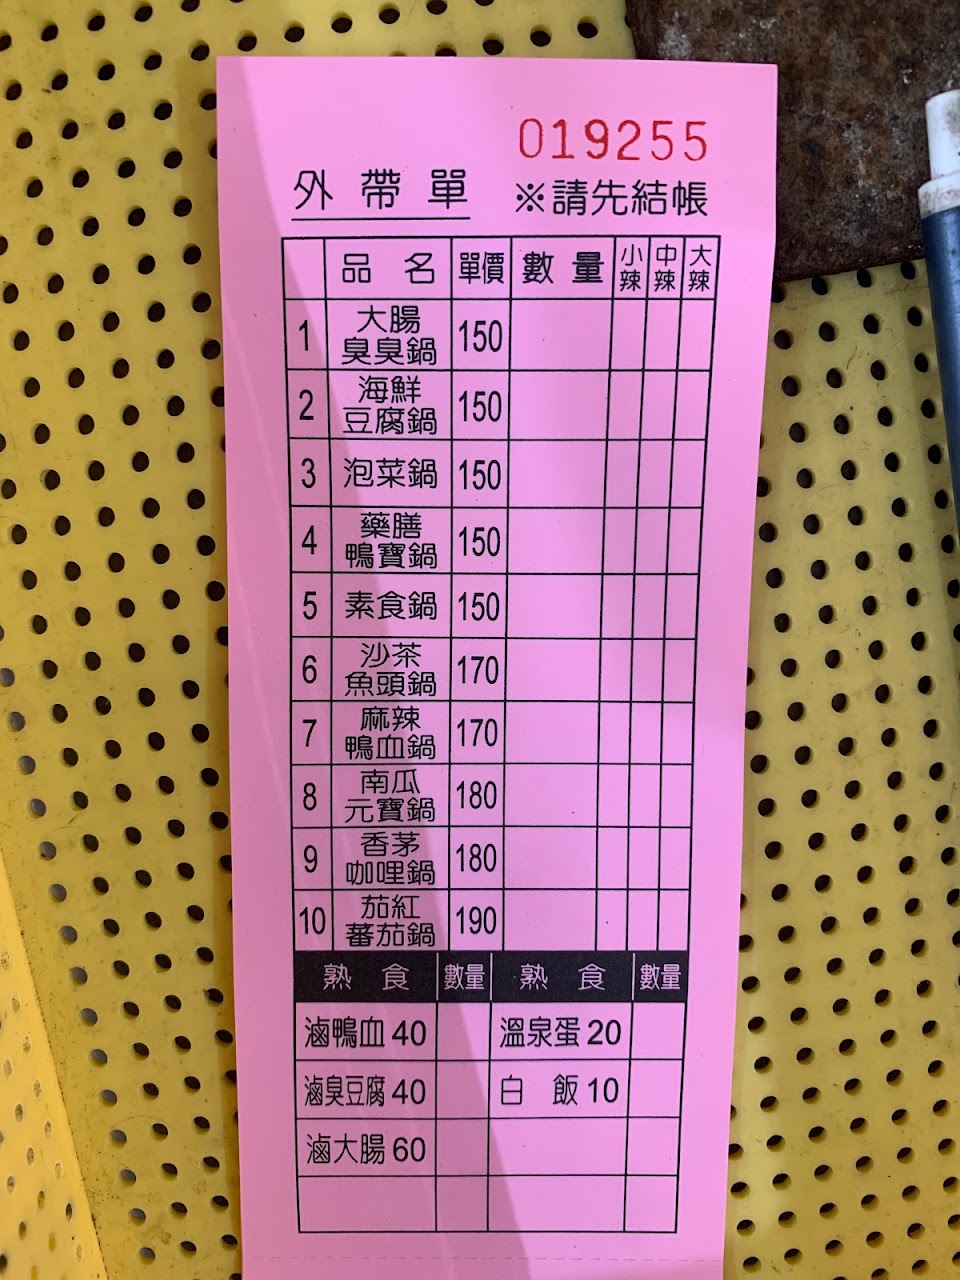 019255
外帶單 ※請先結帳
品名 單價 數量 小辣 中辣 大辣
1 大腸臭臭鍋 150
2 海鮮豆腐鍋 150
3 泡菜鍋 150
4 藥膳鴨寶鍋 150
5 素食鍋 150
6 沙茶魚頭鍋 170
7 麻辣鴨血鍋 170
8 南瓜元寶鍋 180
9 香茅咖哩鍋 180
10 茄紅蕃茄鍋 190
熟食 數量 熟食 數量
滷鴨血 40 溫泉蛋 20
滷臭豆腐 40 白飯 10
滷大腸 60